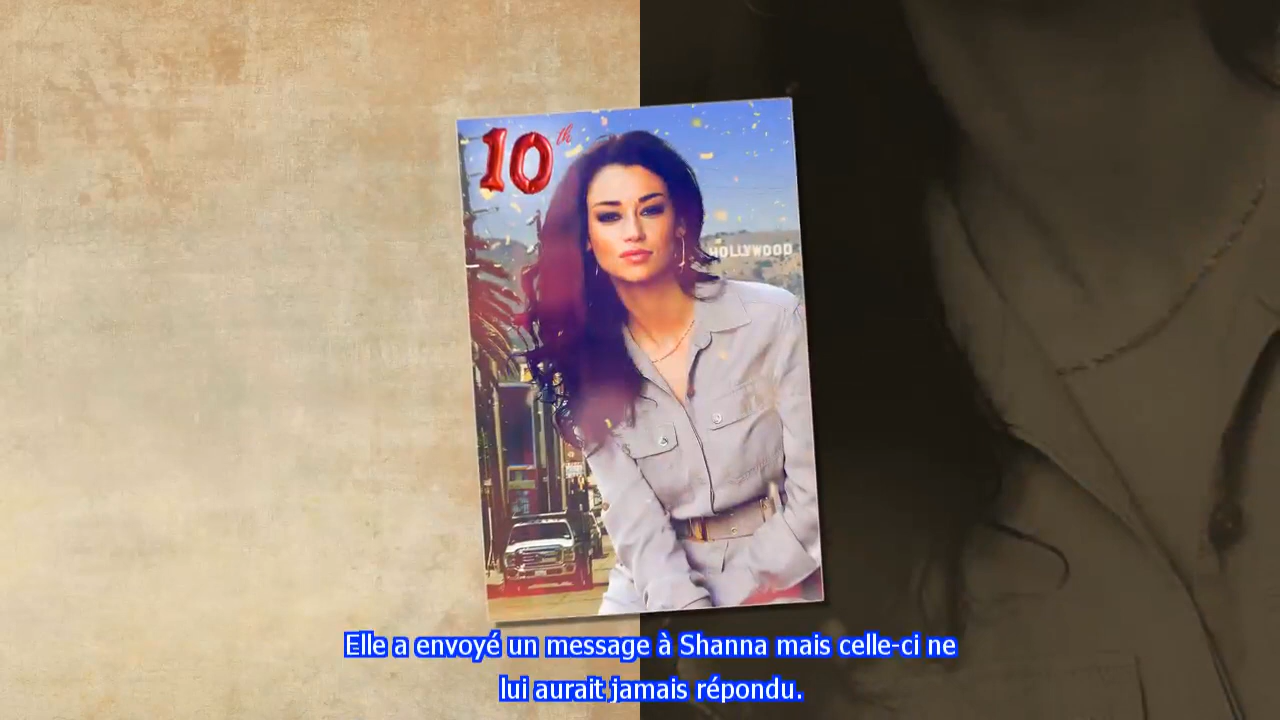 10th
HOLLYWOOD
Elle a envoyé un message à Shanna mais celle-ci ne
lui aurait jamais répondu.